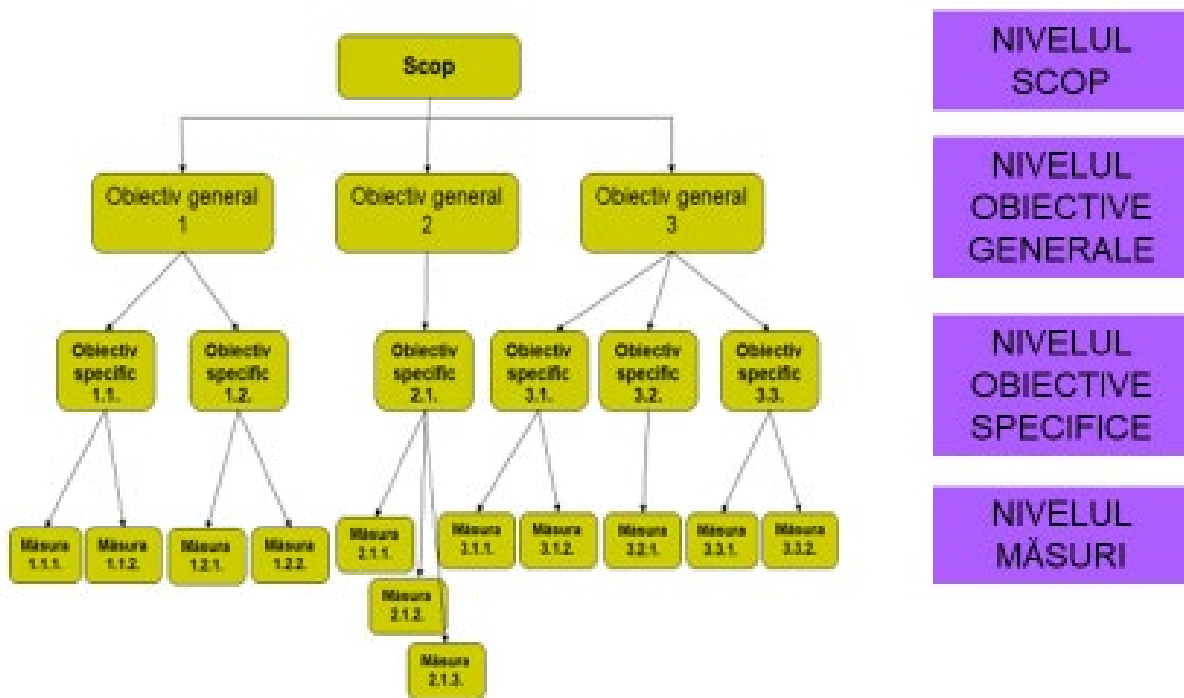 Scop
NIVELUL
SCOP
Obiectiv general
1
Obiectiv general
2
Obiectiv general
3
NIVELUL
OBIECTIVE
GENERALE
Obiectiv
specific
1.1.
Obiectiv
specific
1.2.
Obiectiv
specific
2.1.
Obiectiv
specific
3.1.
Obiectiv
specific
3.2.
Obiectiv
specific
3.3.
NIVELUL
OBIECTIVE
SPECIFICE
Măsura
1.1.1.
Măsura
1.1.2.
Măsura
1.2.1.
Măsura
1.2.2.
Măsura
2.1.1.
Măsura
2.1.2.
Măsura
2.1.3.
Măsura
3.1.1.
Măsura
3.1.2.
Măsura
3.2.1.
Măsura
3.3.1.
Măsura
3.3.2.
NIVELUL
MĂSURI